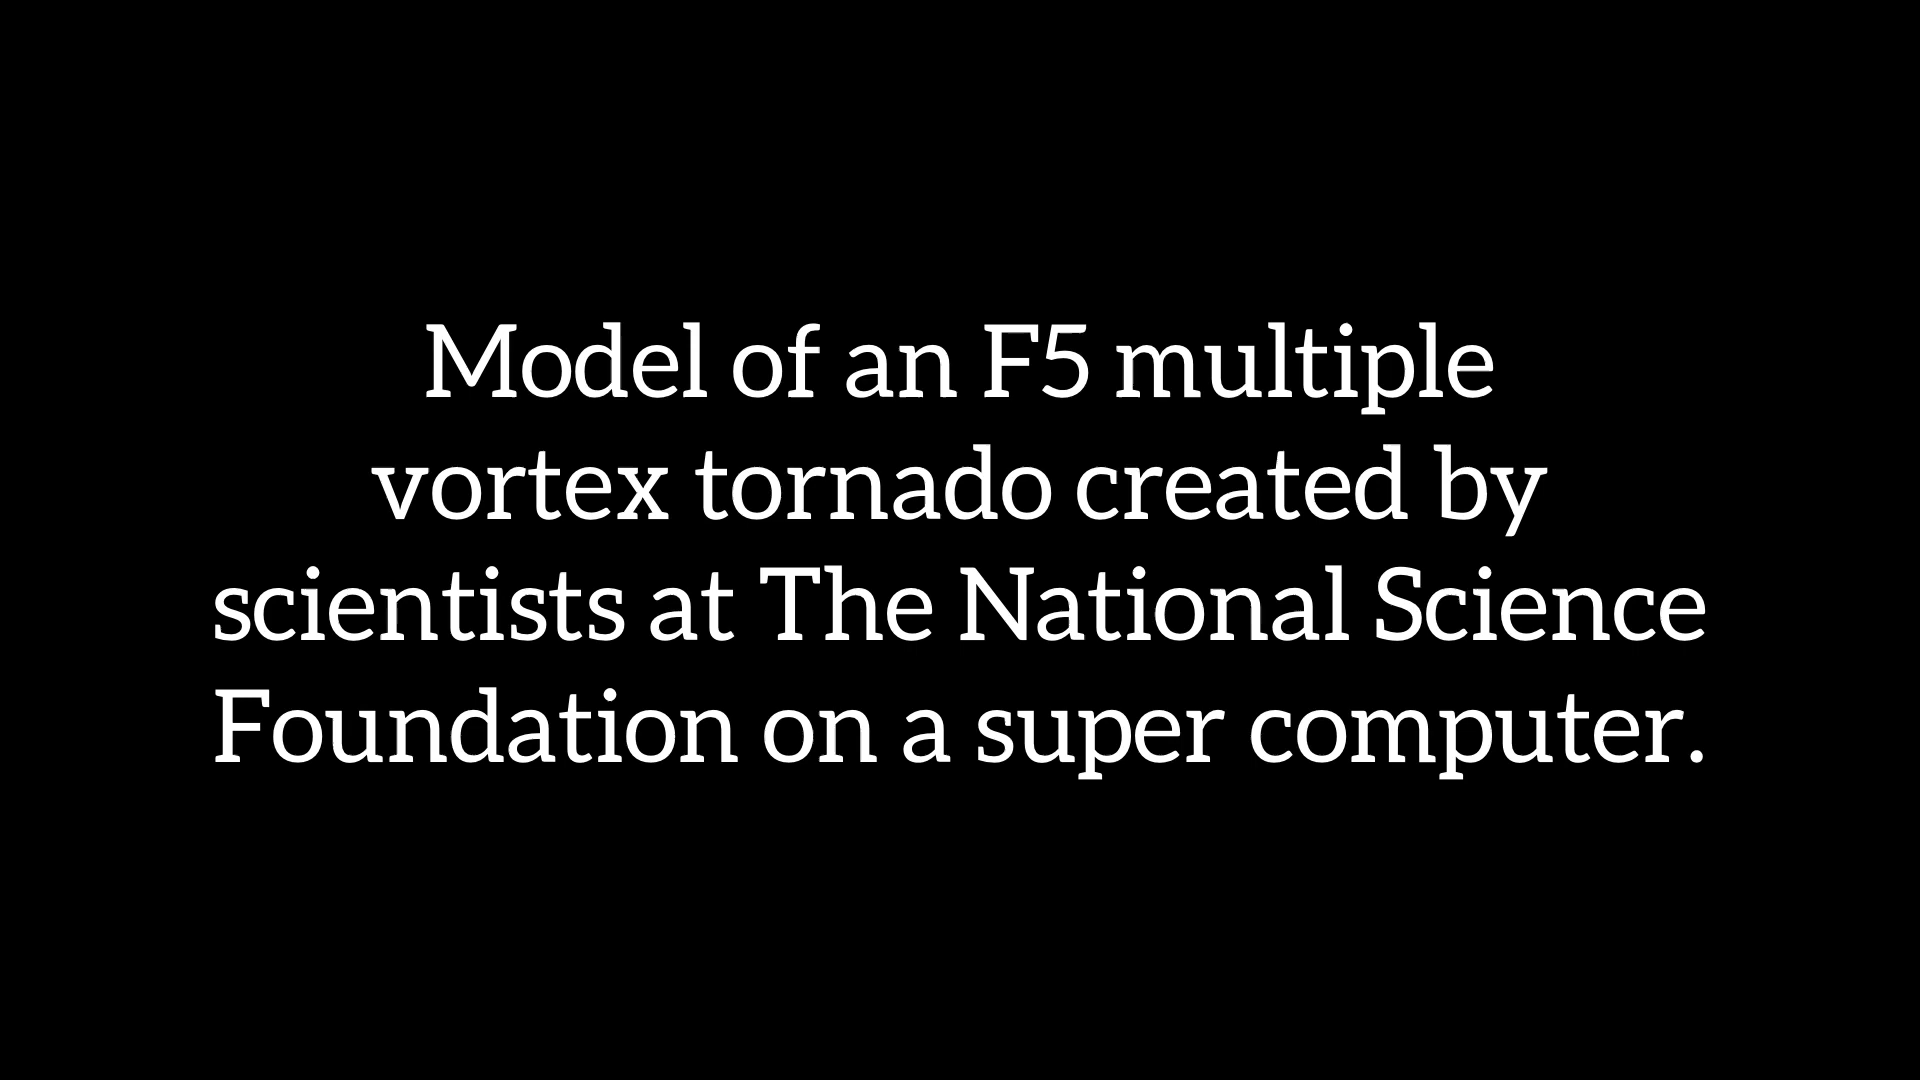 Model of an F5 multiple
vortex tornado created by
scientists at The National Science
Foundation on a super computer.